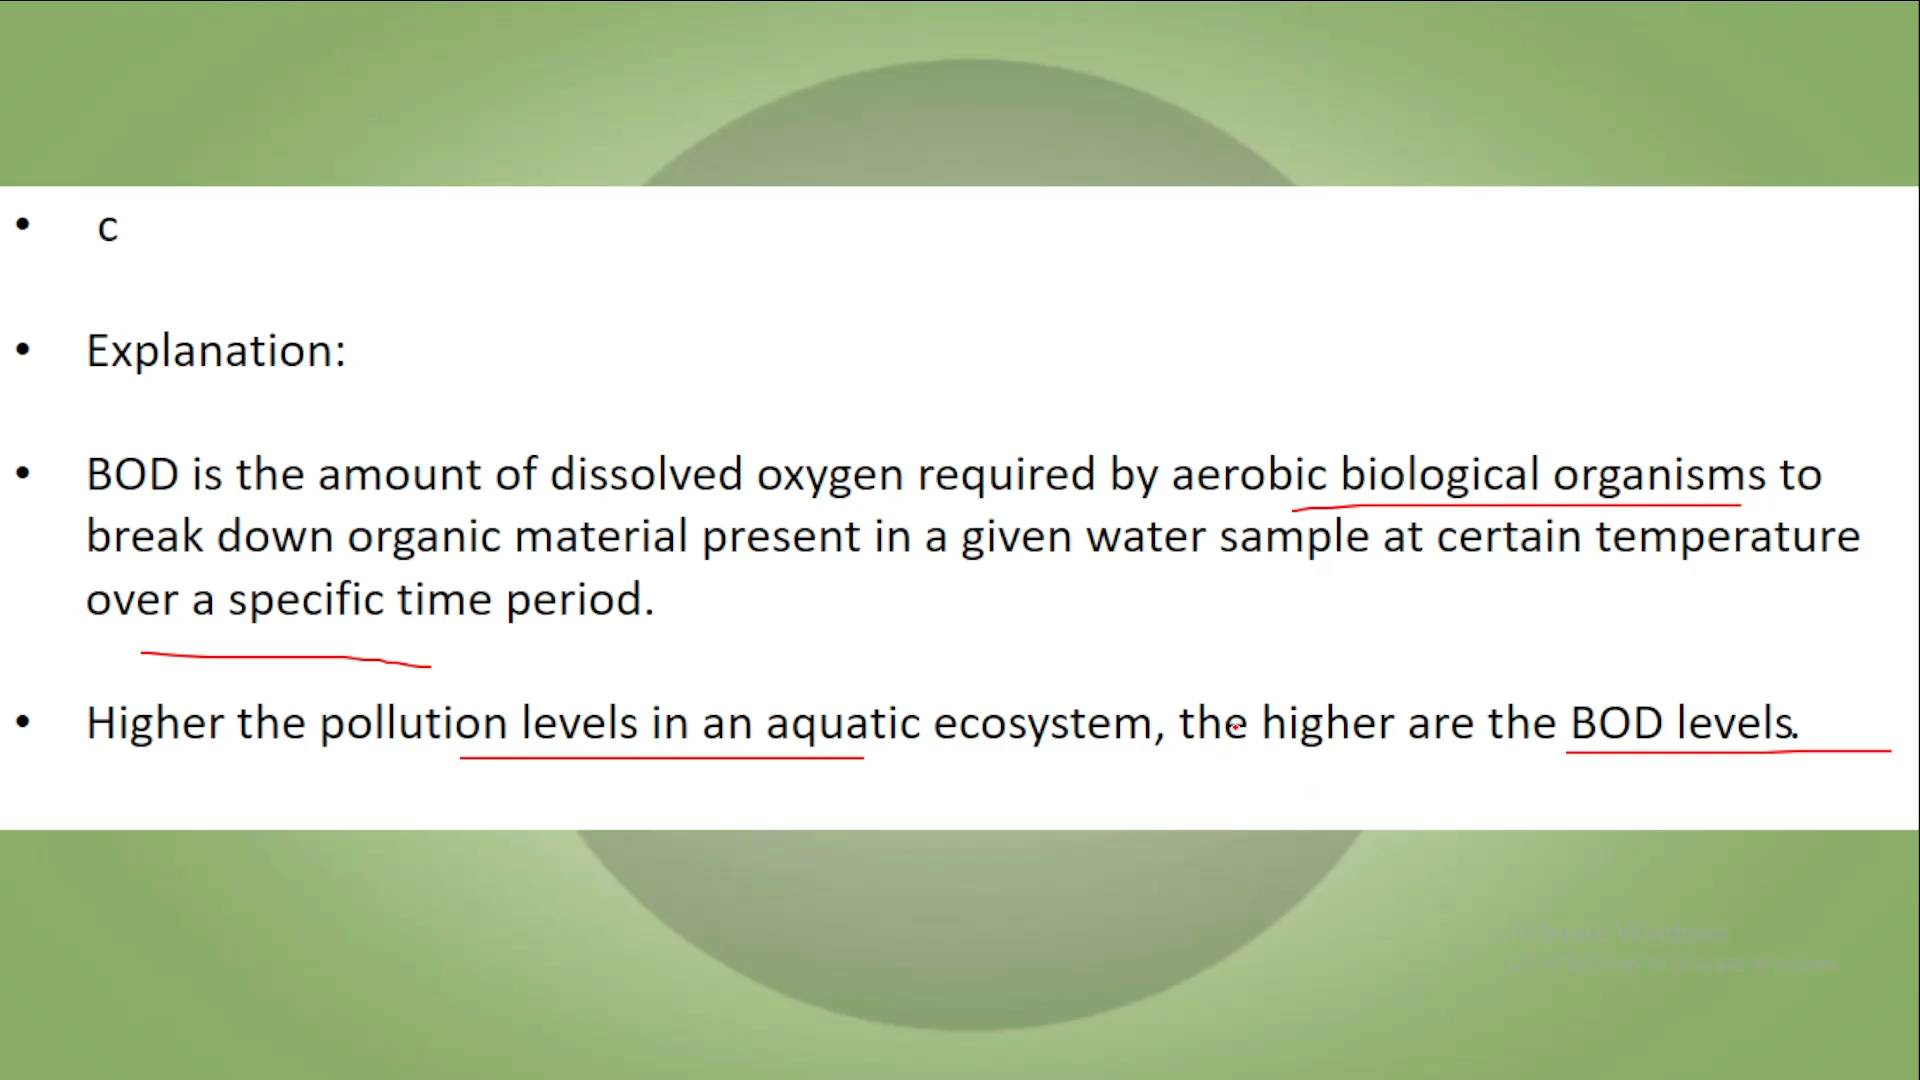 • c
• Explanation:
• BOD is the amount of dissolved oxygen required by aerobic biological organisms to
break down organic material present in a given water sample at certain temperature
over a specific time period.
• Higher the pollution levels in an aquatic ecosystem, the higher are the BOD levels.
Activate Windows